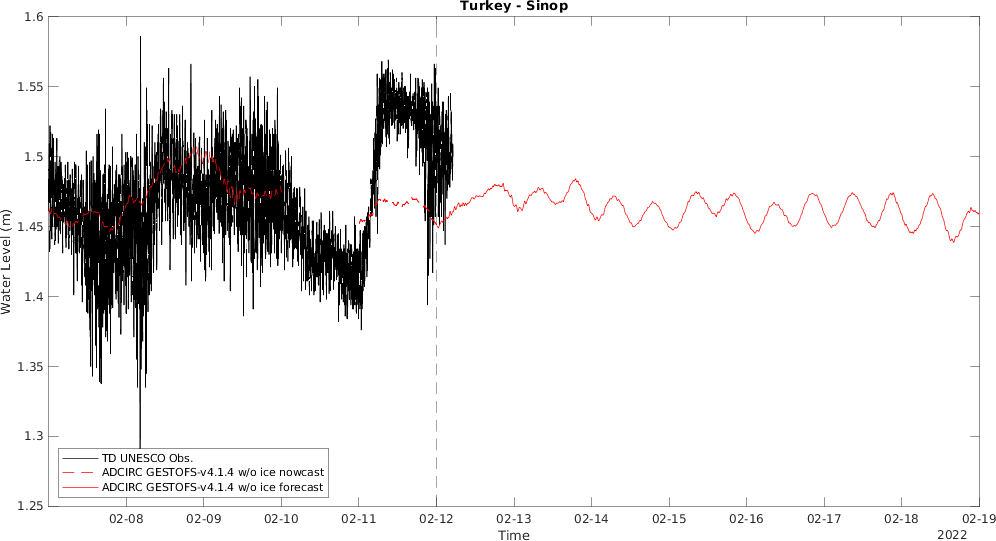 Turkey - Sinop
1.6
1.55
1.5
1.45
1.4
1.35
1.3
1.25
Water Level (m)
TD UNESCO Obs.
ADCIRC GESTOFS-v4.1.4 w/o ice nowcast
ADCIRC GESTOFS-v4.1.4 w/o ice forecast
02-08 02-09 02-10 02-11 02-12 02-13 02-14 02-15 02-16 02-17 02-18 02-19
Time
2022